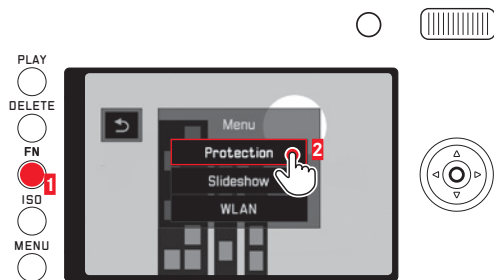 PLAY
DELETE
FN
1
ISO
MENU
Menu
Protection 2
Slideshow
WLAN